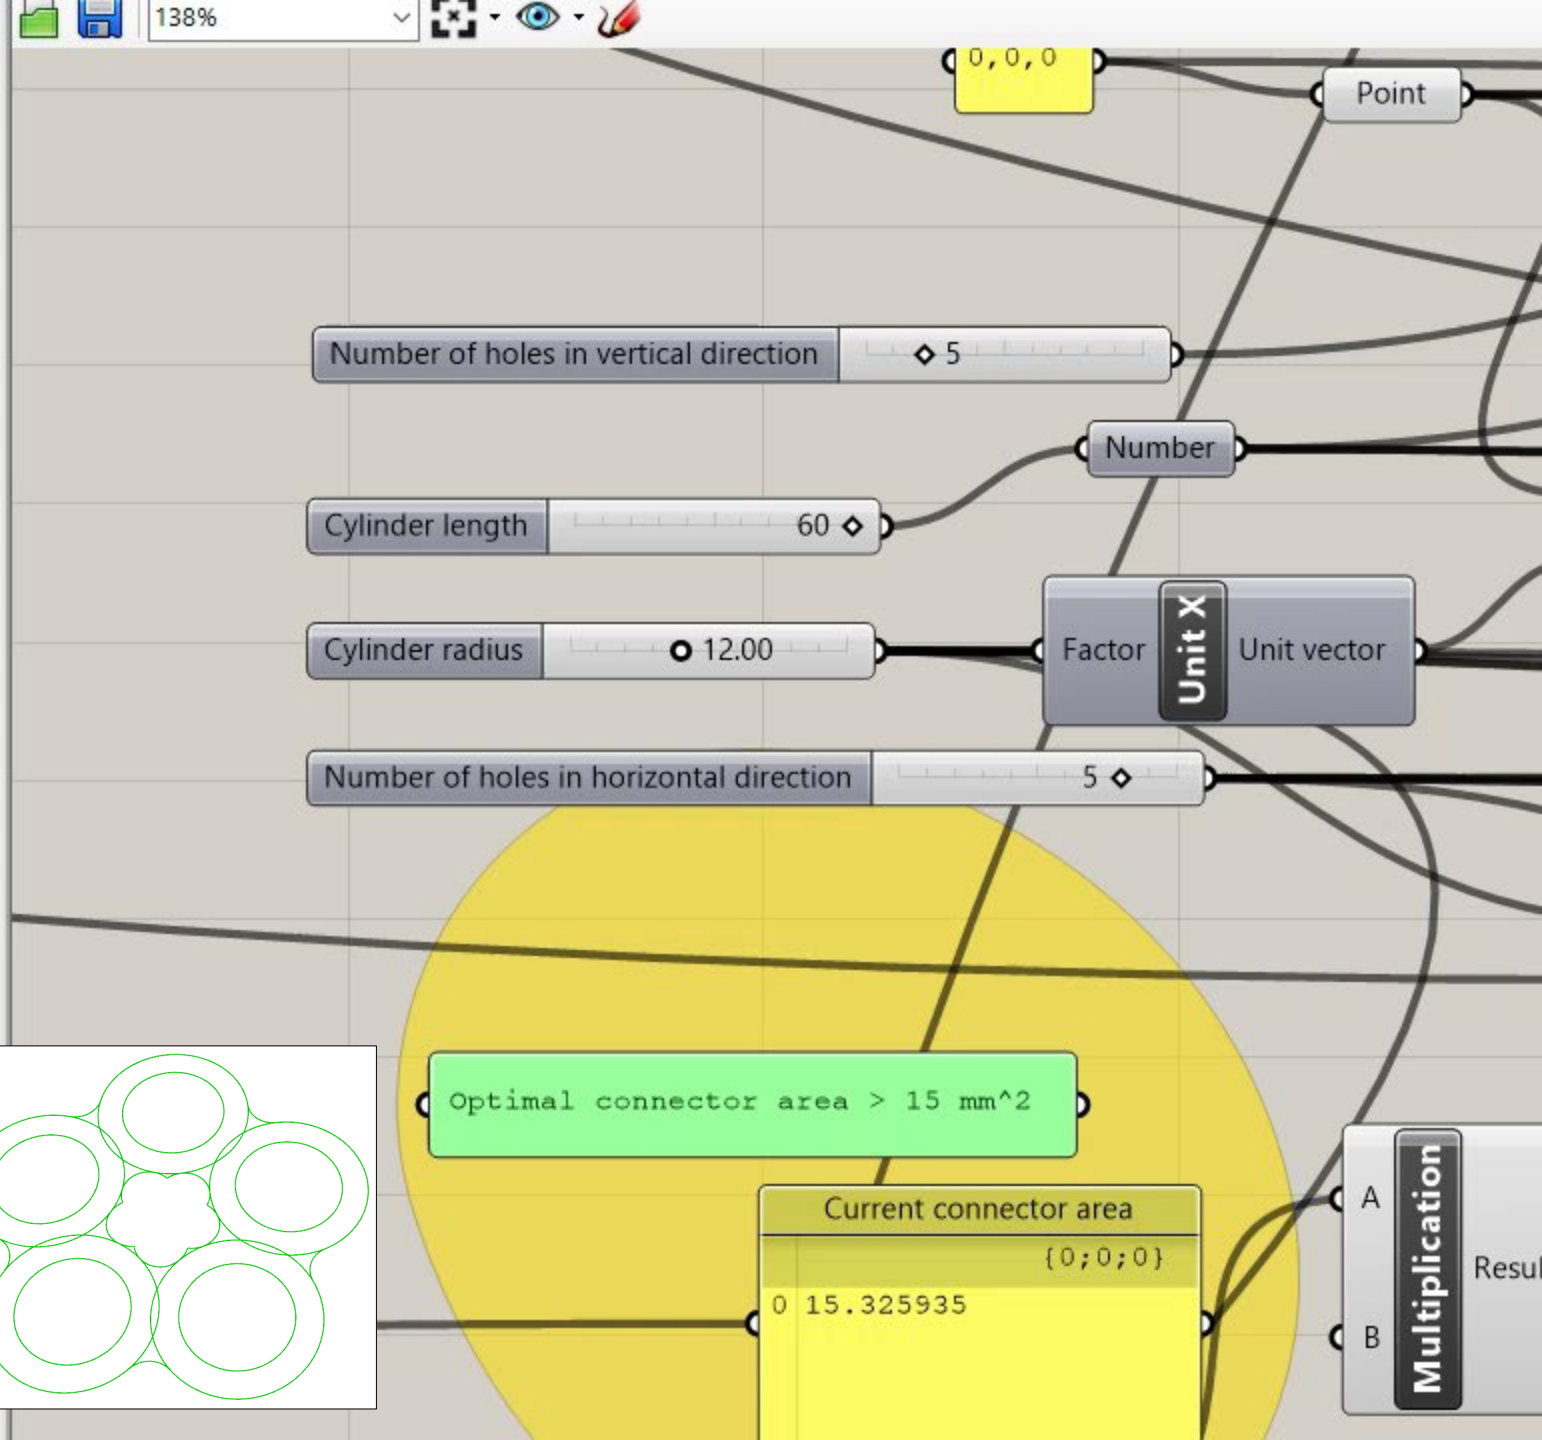 138%
0,0,0
Point
Number of holes in vertical direction
5
Number
Cylinder length
60
Cylinder radius
12.00
Factor
Unit X
Unit vector
Number of holes in horizontal direction
5
Optimal connector area > 15 mm^2
Current connector area
{0;0;0}
0 15.325935
A
B
Multiplication
Resul